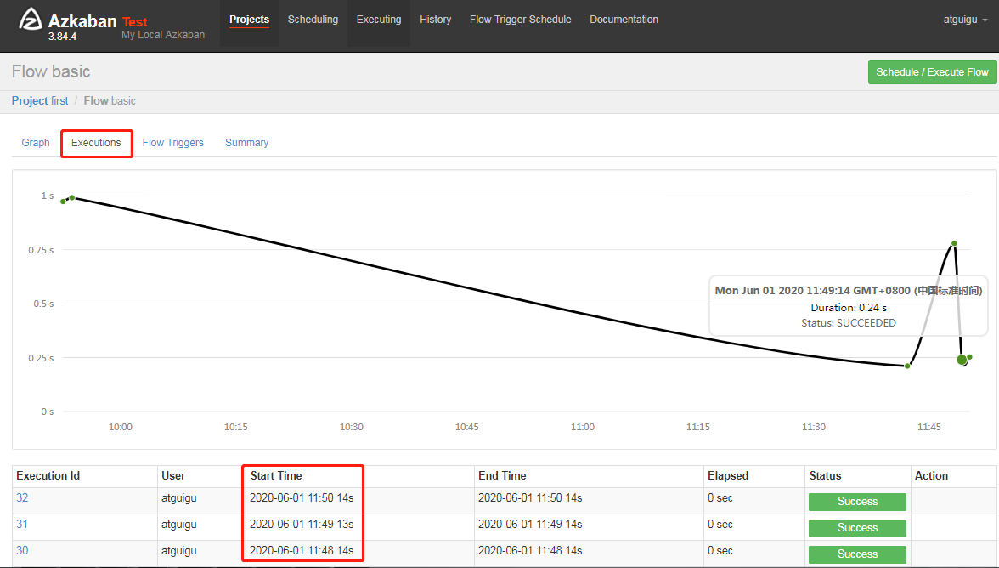 Azkaban Test
3.84.4 My Local Azkaban
Projects Scheduling Executing History Flow Trigger Schedule Documentation atguigu
Flow basic
Schedule / Execute Flow
Project first / Flow basic
Graph Executions Flow Triggers Summary
1 s
0.75 s
0.5 s
0.25 s
0 s
Mon Jun 01 2020 11:49:14 GMT+0800 (中国标准时间)
Duration: 0.24 s
Status: SUCCEEDED
10:00 10:15 10:30 10:45 11:00 11:15 11:30 11:45
Execution Id User Start Time End Time Elapsed Status Action
32 atguigu 2020-06-01 11:50 14s 2020-06-01 11:50 14s 0 sec Success
31 atguigu 2020-06-01 11:49 13s 2020-06-01 11:49 14s 0 sec Success
30 atguigu 2020-06-01 11:48 14s 2020-06-01 11:48 14s 0 sec Success